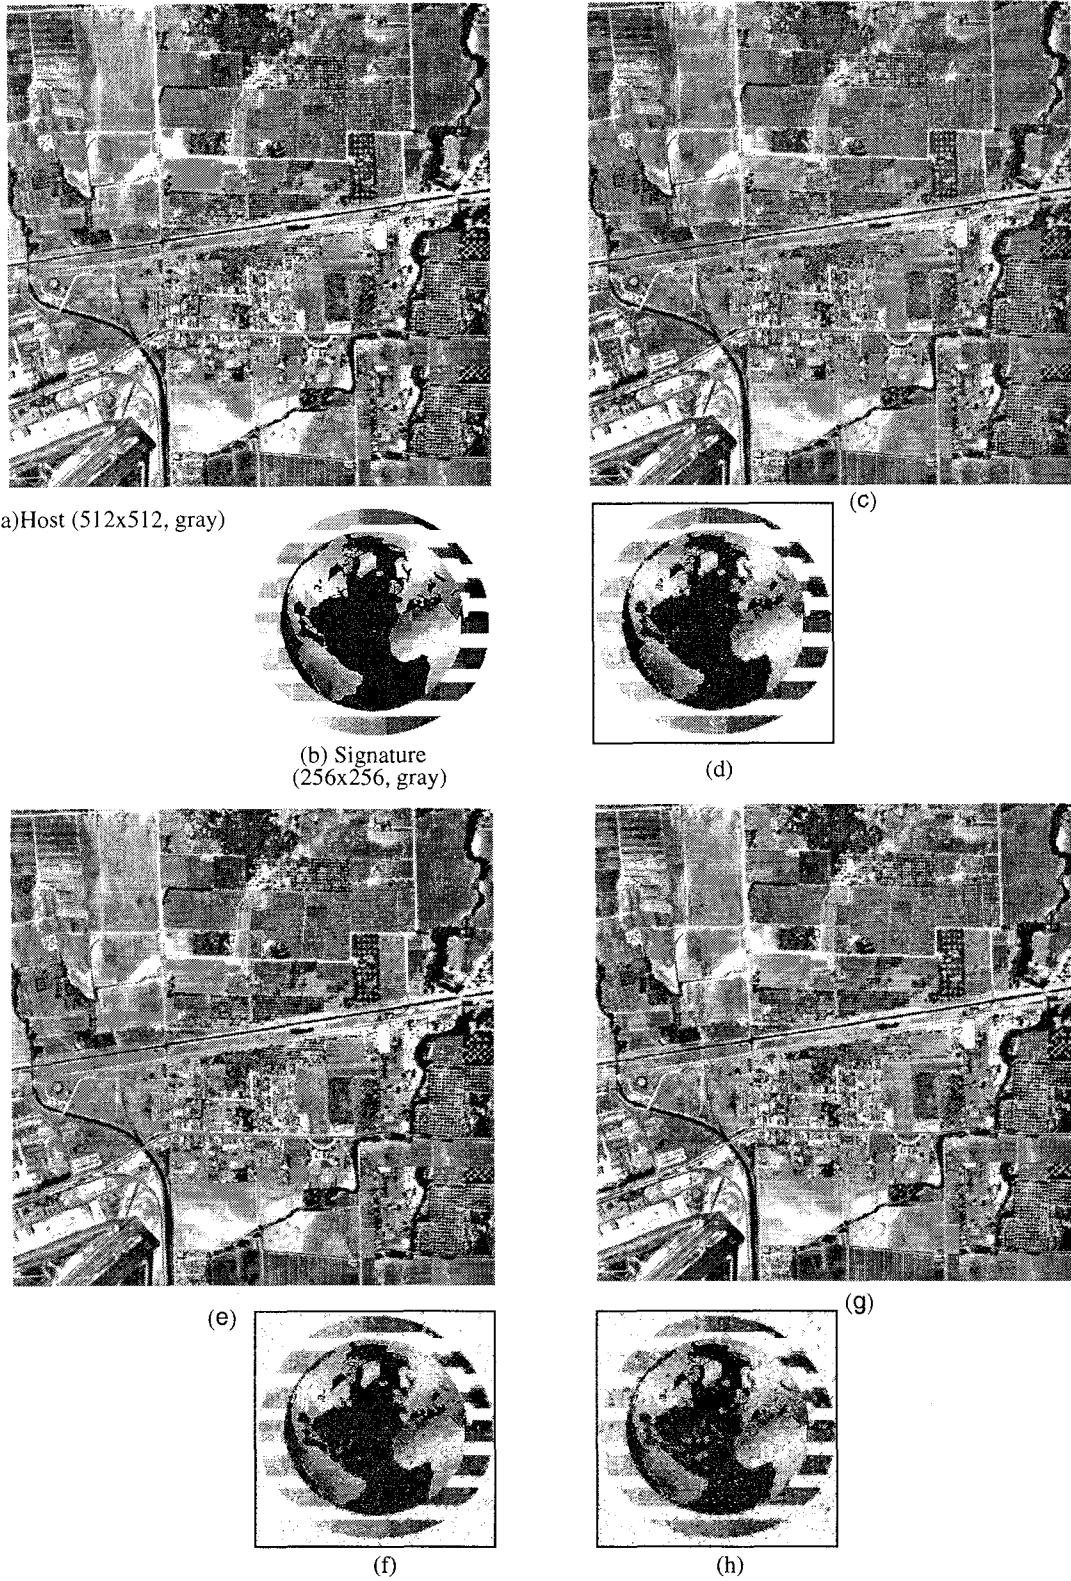 a)Host (512x512, gray)
(c)
(b) Signature
(256x256, gray)
(d)
(e)
(g)
(f)
(h)